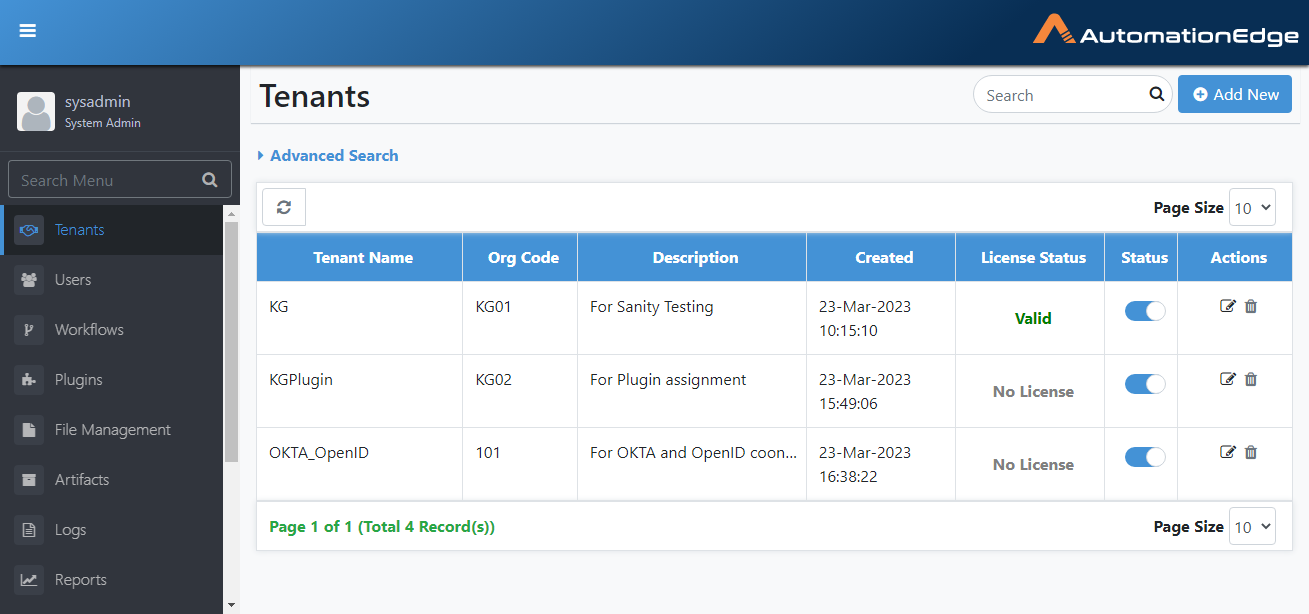 AutomationEdge
sysadmin
System Admin
Search Menu
Tenants
Users
Workflows
Plugins
File Management
Artifacts
Logs
Reports
Tenants
Search
Add New
Advanced Search
Page Size 10
Tenant Name Org Code Description Created License Status Status Actions
KG KG01 For Sanity Testing 23-Mar-2023 10:15:10 Valid
KGPlugin KG02 For Plugin assignment 23-Mar-2023 15:49:06 No License
OKTA_OpenID 101 For OKTA and OpenID coon... 23-Mar-2023 16:38:22 No License
Page 1 of 1 (Total 4 Record(s)) Page Size 10